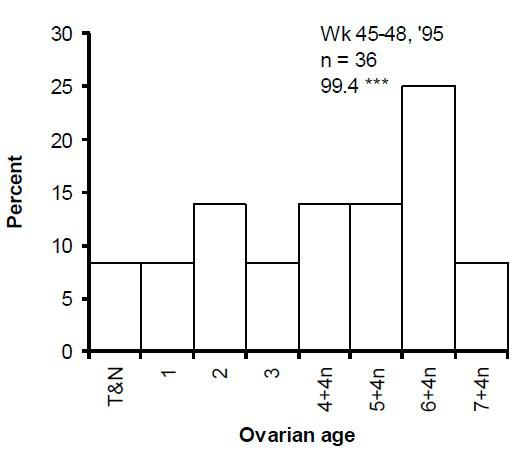 Wk 45-48, '95
n = 36
99.4 ***
Percent
30
25
20
15
10
5
0
T&N
1
2
3
4+4n
5+4n
6+4n
7+4n
Ovarian age